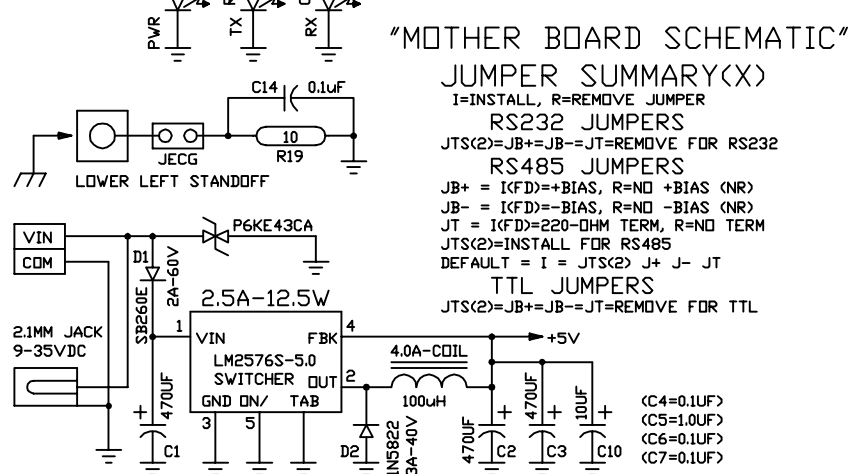 PWR
TX
RX
"MOTHER BOARD SCHEMATIC"
JUMPER SUMMARY(X)
I=INSTALL, R=REMOVE JUMPER
RS232 JUMPERS
JTS(2)=JB+=JB-=JT=REMOVE FOR RS232
RS485 JUMPERS
JB+ = I(FD)=+BIAS, R=NO +BIAS (NR)
JB- = I(FD)=-BIAS, R=NO -BIAS (NR)
JT = I(FD)=220-OHM TERM, R=NO TERM
JTS(2)=INSTALL FOR RS485
DEFAULT = I = JTS(2) J+ J- JT
TTL JUMPERS
JTS(2)=JB+=JB-=JT=REMOVE FOR TTL
C14 0.1uF
10
JECG
R19
LOWER LEFT STANDOFF
VIN
COM
P6KE43CA
D1
2A-60V
SB260E
2.5A-12.5W
2.1MM JACK
9-35VDC
1
VIN
FBK
4
+5V
LM2576S-5.0
SWITCHER
OUT
2
4.0A-COIL
100uH
GND ON/ TAB
3
5
+
470UF
C1
D2
1N5822
3A-40V
470UF
+
C2
470UF
+
C3
10UF
+
C10
(C4=0.1UF)
(C5=1.0UF)
(C6=0.1UF)
(C7=0.1UF)